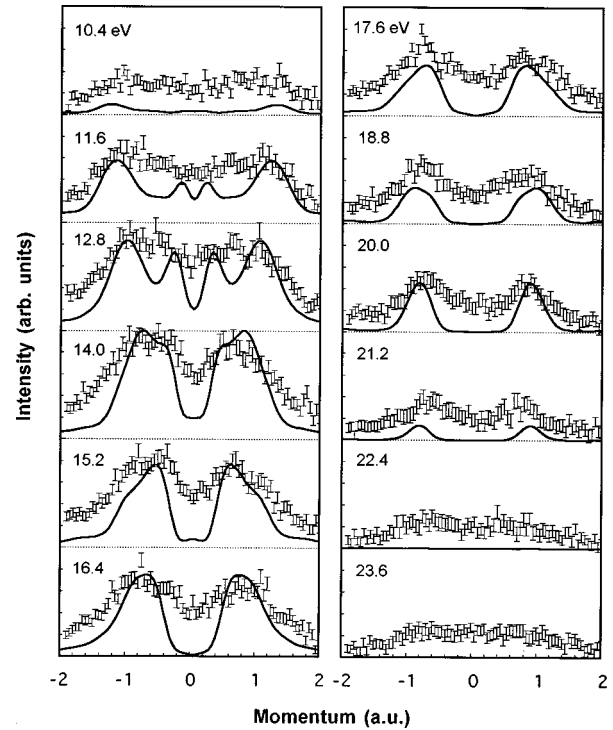 10.4 eV
11.6
12.8
14.0
15.2
16.4
17.6 eV
18.8
20.0
21.2
22.4
23.6
Intensity (arb. units)
-2 -1 0 1 2
-2 -1 0 1 2
Momentum (a.u.)